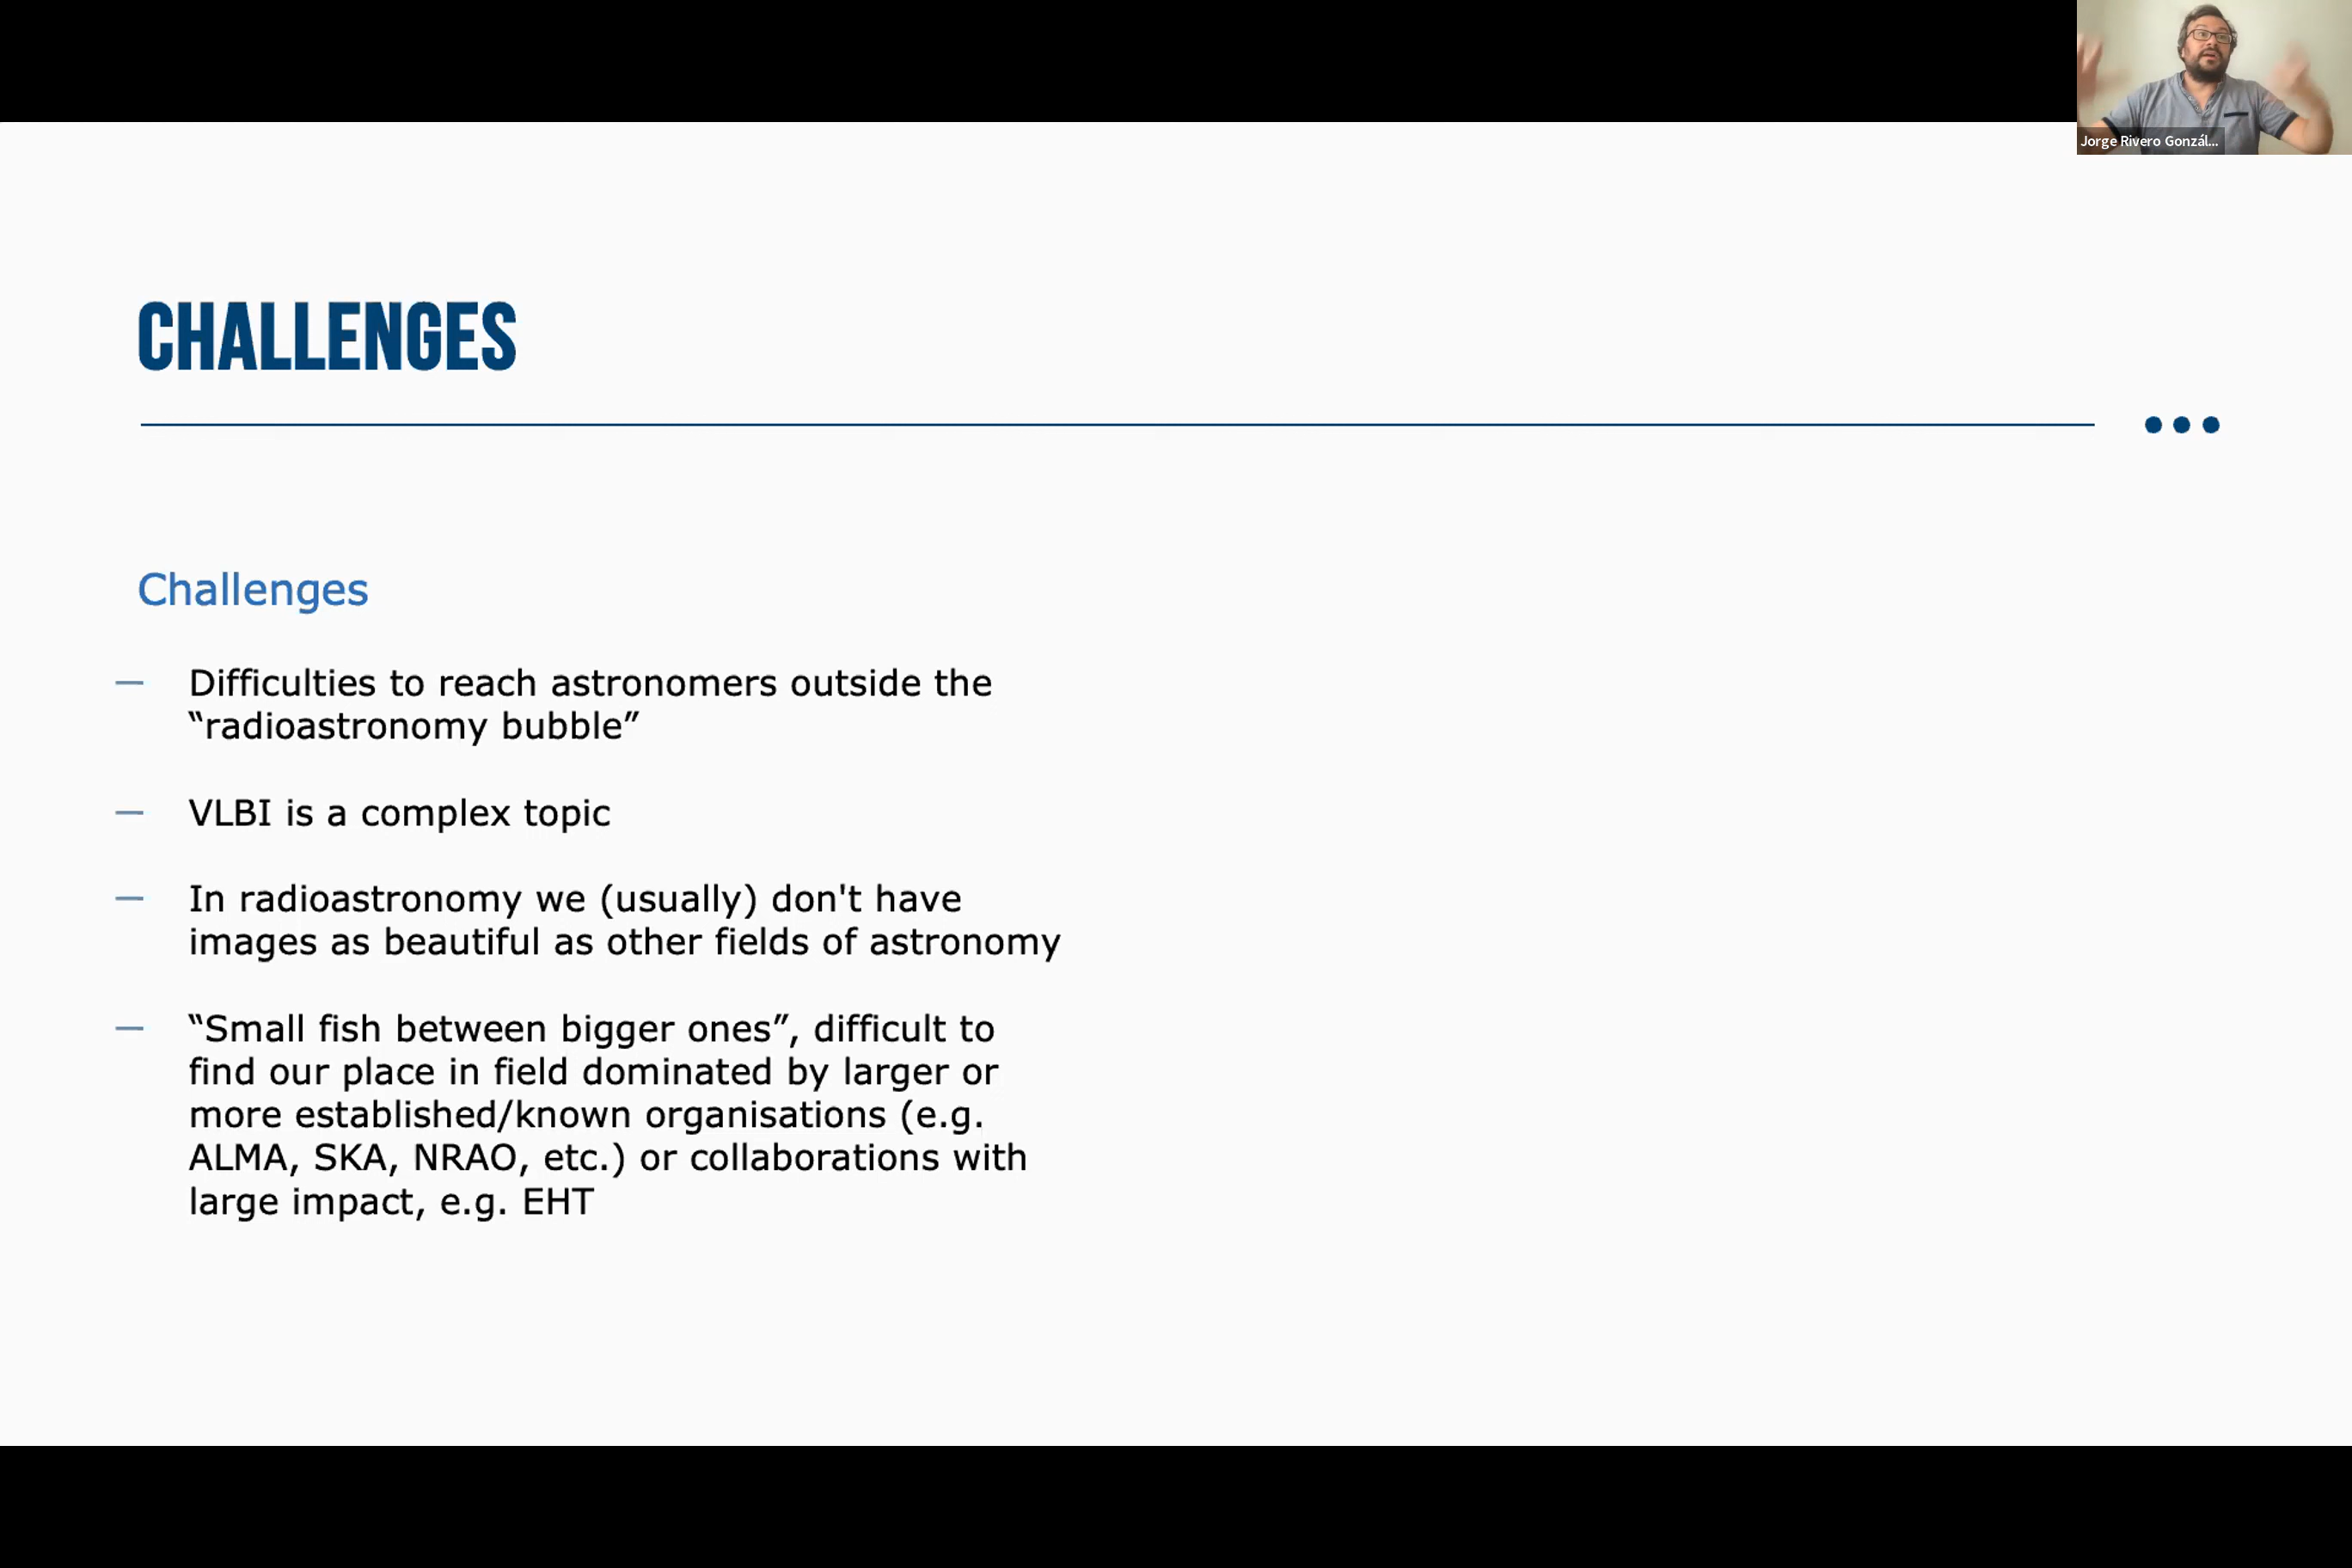 Jorge Rivero Gonzál...
CHALLENGES
Challenges
— Difficulties to reach astronomers outside the
“radioastronomy bubble”
— VLBI is a complex topic
— In radioastronomy we (usually) don't have
images as beautiful as other fields of astronomy
— “Small fish between bigger ones”, difficult to
find our place in field dominated by larger or
more established/known organisations (e.g.
ALMA, SKA, NRAO, etc.) or collaborations with
large impact, e.g. EHT